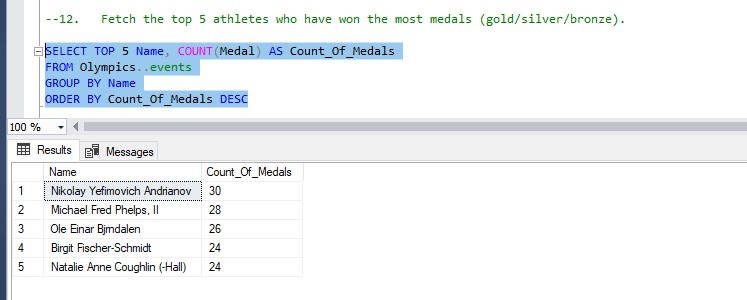 --12. Fetch the top 5 athletes who have won the most medals (gold/silver/bronze).
SELECT TOP 5 Name, COUNT(Medal) AS Count_Of_Medals
FROM Olympics..events
GROUP BY Name
ORDER BY Count_Of_Medals DESC
100 %
Results Messages
Name Count_Of_Medals
1 Nikolay Yefimovich Andrianov 30
2 Michael Fred Phelps, II 28
3 Ole Einar Bjrndalen 26
4 Birgit Fischer-Schmidt 24
5 Natalie Anne Coughlin (-Hall) 24